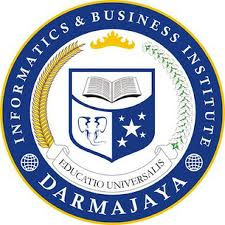 INFORMATICS & BUSINESS INSTITUTE
EDUCATIO UNIVERSALIS
DARMAJAYA